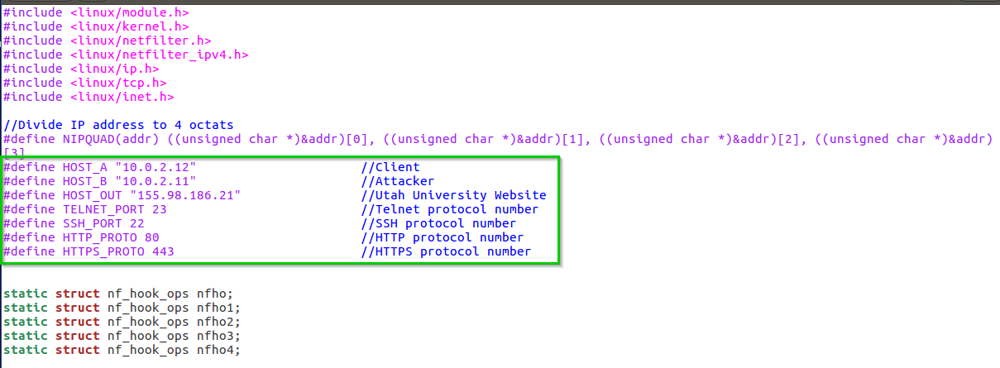 #include <linux/module.h>
#include <linux/kernel.h>
#include <linux/netfilter.h>
#include <linux/netfilter_ipv4.h>
#include <linux/ip.h>
#include <linux/tcp.h>
#include <linux/inet.h>
//Divide IP address to 4 octats
#define NIPQUAD(addr) ((unsigned char *)&addr)[0], ((unsigned char *)&addr)[1], ((unsigned char *)&addr)[2], ((unsigned char *)&addr)
[3]
#define HOST_A "10.0.2.12" //Client
#define HOST_B "10.0.2.11" //Attacker
#define HOST_OUT "155.98.186.21" //Utah University Website
#define TELNET_PORT 23 //Telnet protocol number
#define SSH_PORT 22 //SSH protocol number
#define HTTP_PROTO 80 //HTTP protocol number
#define HTTPS_PROTO 443 //HTTPS protocol number
static struct nf_hook_ops nfho;
static struct nf_hook_ops nfho1;
static struct nf_hook_ops nfho2;
static struct nf_hook_ops nfho3;
static struct nf_hook_ops nfho4;